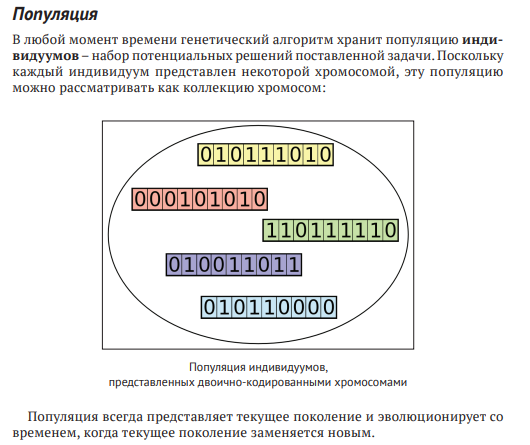 Популяция
В любой момент времени генетический алгоритм хранит популяцию инди-
видуумов – набор потенциальных решений поставленной задачи. Поскольку
каждый индивидуум представлен некоторой хромосомой, эту популяцию
можно рассматривать как коллекцию хромосом:
010111010
000101010
110111110
010011011
010110000
Популяция индивидуумов,
представленных двоично-кодированными хромосомами
Популяция всегда представляет текущее поколение и эволюционирует со
временем, когда текущее поколение заменяется новым.